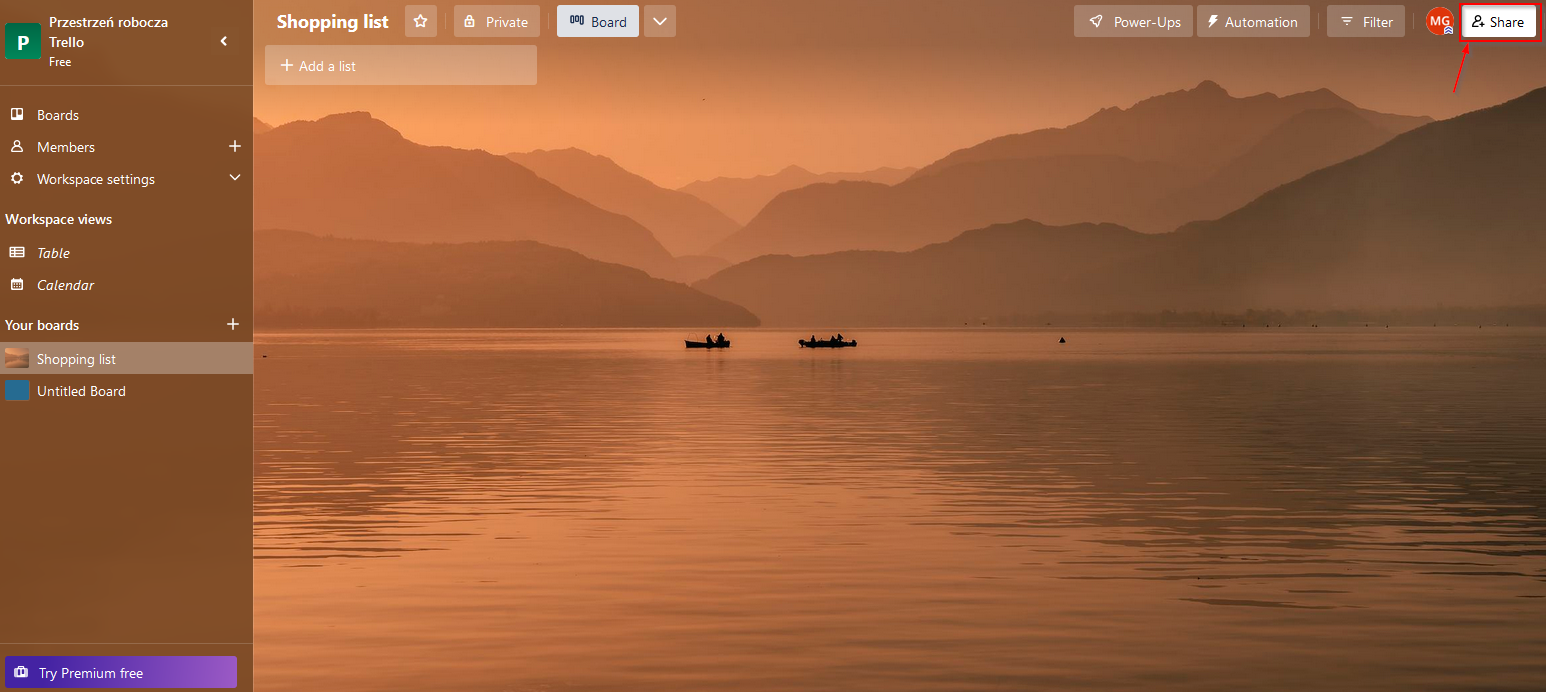 P
Przestrzeń robocza
Trello
Free
Boards
Members
Workspace settings
Workspace views
Table
Calendar
Your boards
Shopping list
Untitled Board
Try Premium free
Shopping list
Private
Board
Power-Ups
Automation
Filter
MG
Share
Add a list